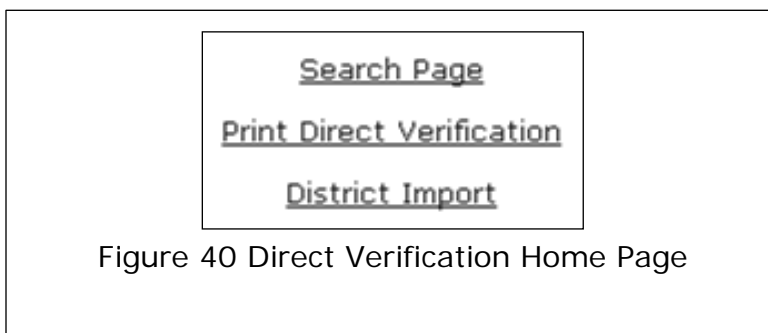 Search Page
Print Direct Verification
District Import
Figure 40 Direct Verification Home Page